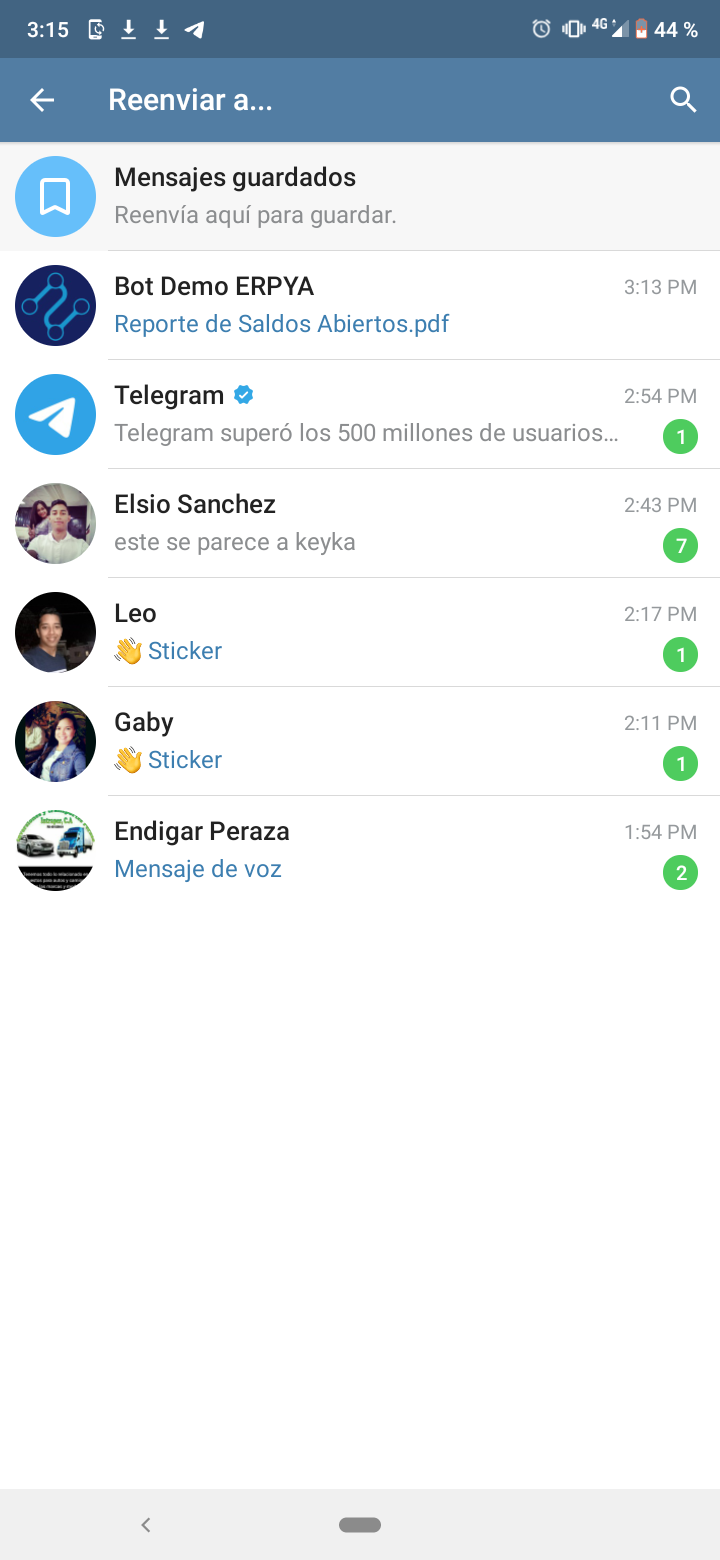 3:15
4G 44 %
Reenviar a...
Mensajes guardados
Reenvía aquí para guardar.
Bot Demo ERPYA 3:13 PM
Reporte de Saldos Abiertos.pdf
Telegram 2:54 PM
Telegram superó los 500 millones de usuarios... 1
Elsio Sanchez 2:43 PM
este se parece a keyka 7
Leo 2:17 PM
👋 Sticker 1
Gaby 2:11 PM
👋 Sticker 1
Endigar Peraza 1:54 PM
Mensaje de voz 2